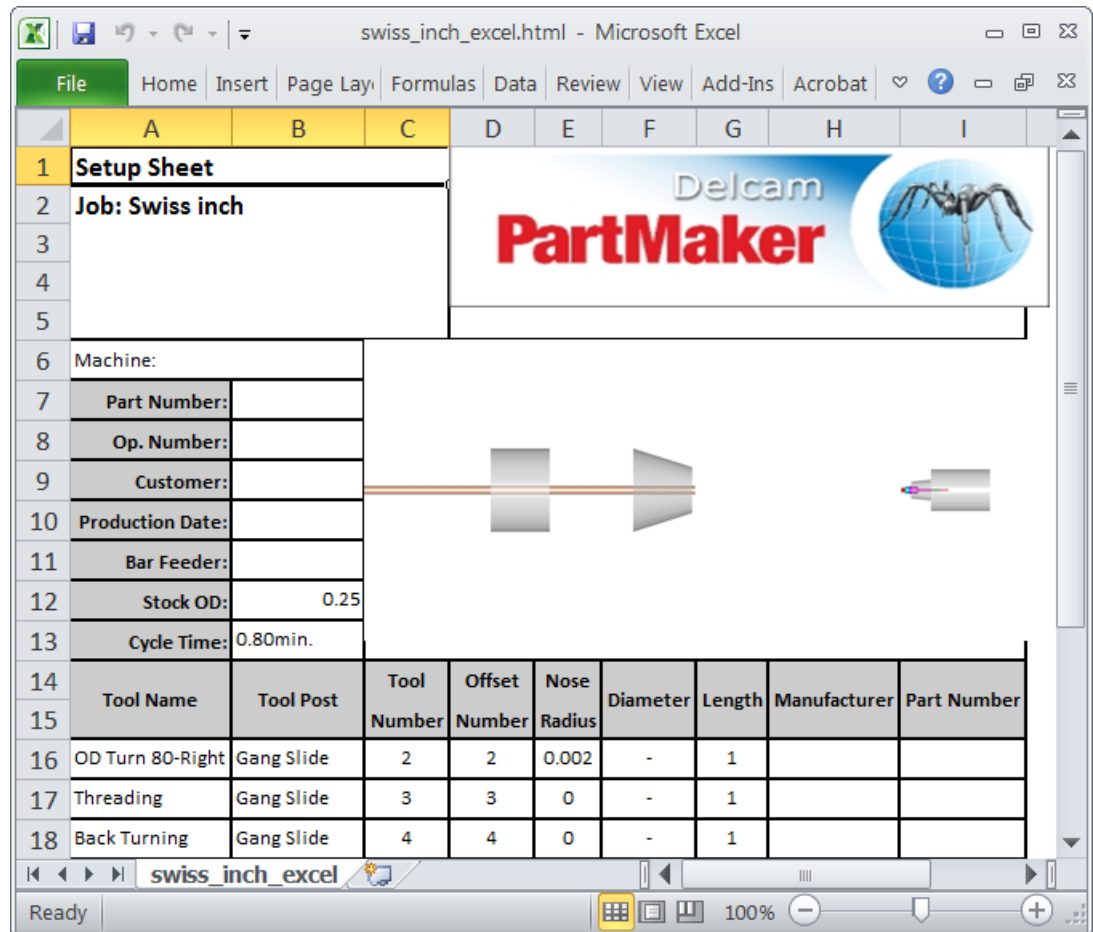 swiss_inch_excel.html - Microsoft Excel
File Home Insert Page Lay Formulas Data Review View Add-Ins Acrobat
A B C D E F G H I
1 Setup Sheet
Delcam
2 Job: Swiss inch
PartMaker
3
4
5
6 Machine:
7 Part Number:
8 Op. Number:
9 Customer:
10 Production Date:
11 Bar Feeder:
12 Stock OD: 0.25
13 Cycle Time: 0.80min.
14 Tool Name Tool Post Tool Offset Nose Diameter Length Manufacturer Part Number
15 Number Number Radius
16 OD Turn 80-Right Gang Slide 2 2 0.002 - 1
17 Threading Gang Slide 3 3 0 - 1
18 Back Turning Gang Slide 4 4 0 - 1
swiss_inch_excel
Ready 100%